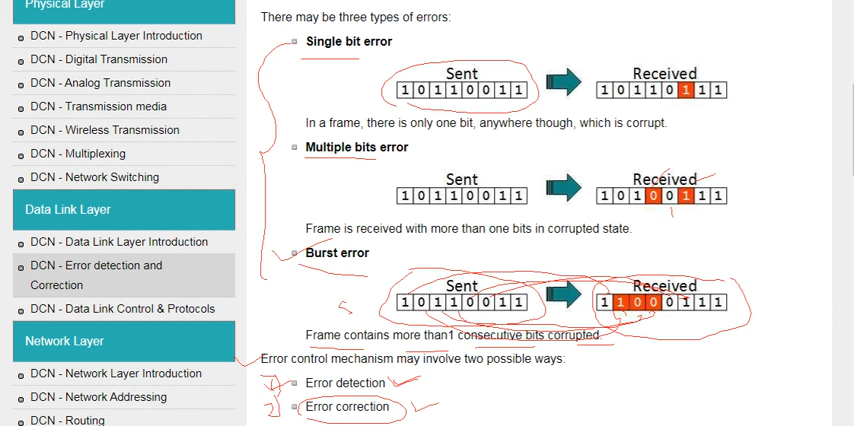 Physical Layer
DCN - Physical Layer Introduction
DCN - Digital Transmission
DCN - Analog Transmission
DCN - Transmission media
DCN - Wireless Transmission
DCN - Multiplexing
DCN - Network Switching
Data Link Layer
DCN - Data Link Layer Introduction
DCN - Error detection and
Correction
DCN - Data Link Control & Protocols
Network Layer
DCN - Network Layer Introduction
DCN - Network Addressing
DCN - Routing
There may be three types of errors:
Single bit error
Sent Received
1 0 1 1 0 0 1 1 1 0 1 1 0 1 1 1
In a frame, there is only one bit, anywhere though, which is corrupt.
Multiple bits error
Sent Received
1 0 1 1 0 0 1 1 1 0 1 0 0 1 1 1
Frame is received with more than one bits in corrupted state.
Burst error
Sent Received
1 0 1 1 0 0 1 1 1 1 0 0 0 1 1 1
Frame contains more than1 consecutive bits corrupted.
Error control mechanism may involve two possible ways:
1) Error detection
2) Error correction